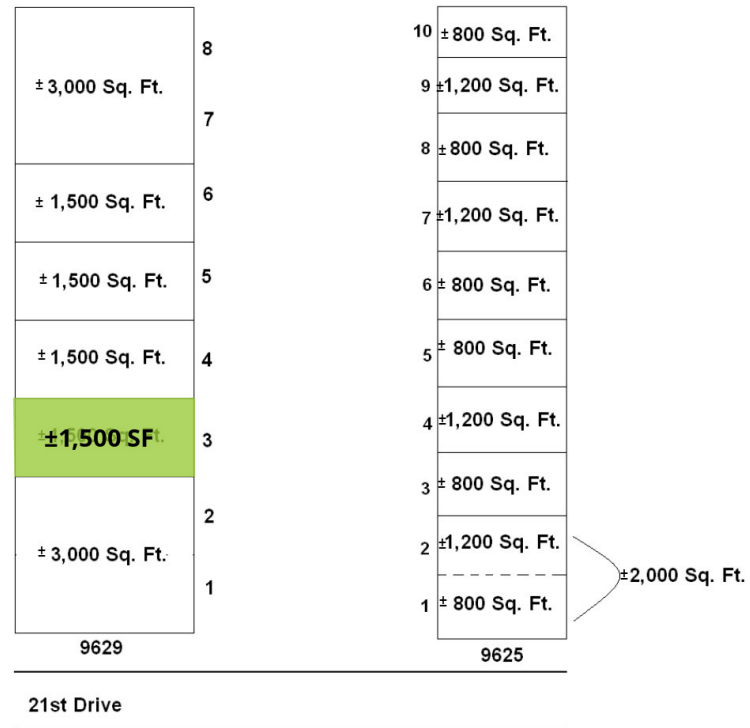 8
± 3,000 Sq. Ft.
7
± 1,500 Sq. Ft.
6
± 1,500 Sq. Ft.
5
± 1,500 Sq. Ft.
4
±1,500 SF
3
2
± 3,000 Sq. Ft.
1
9629
10 ±800 Sq. Ft.
9 ±1,200 Sq. Ft.
8 ±800 Sq. Ft.
7 ±1,200 Sq. Ft.
6 ± 800 Sq. Ft.
5 ± 800 Sq. Ft.
4 ±1,200 Sq. Ft.
3 ± 800 Sq. Ft.
2 ±1,200 Sq. Ft.
±2,000 Sq. Ft.
1 ± 800 Sq. Ft.
9625
21st Drive